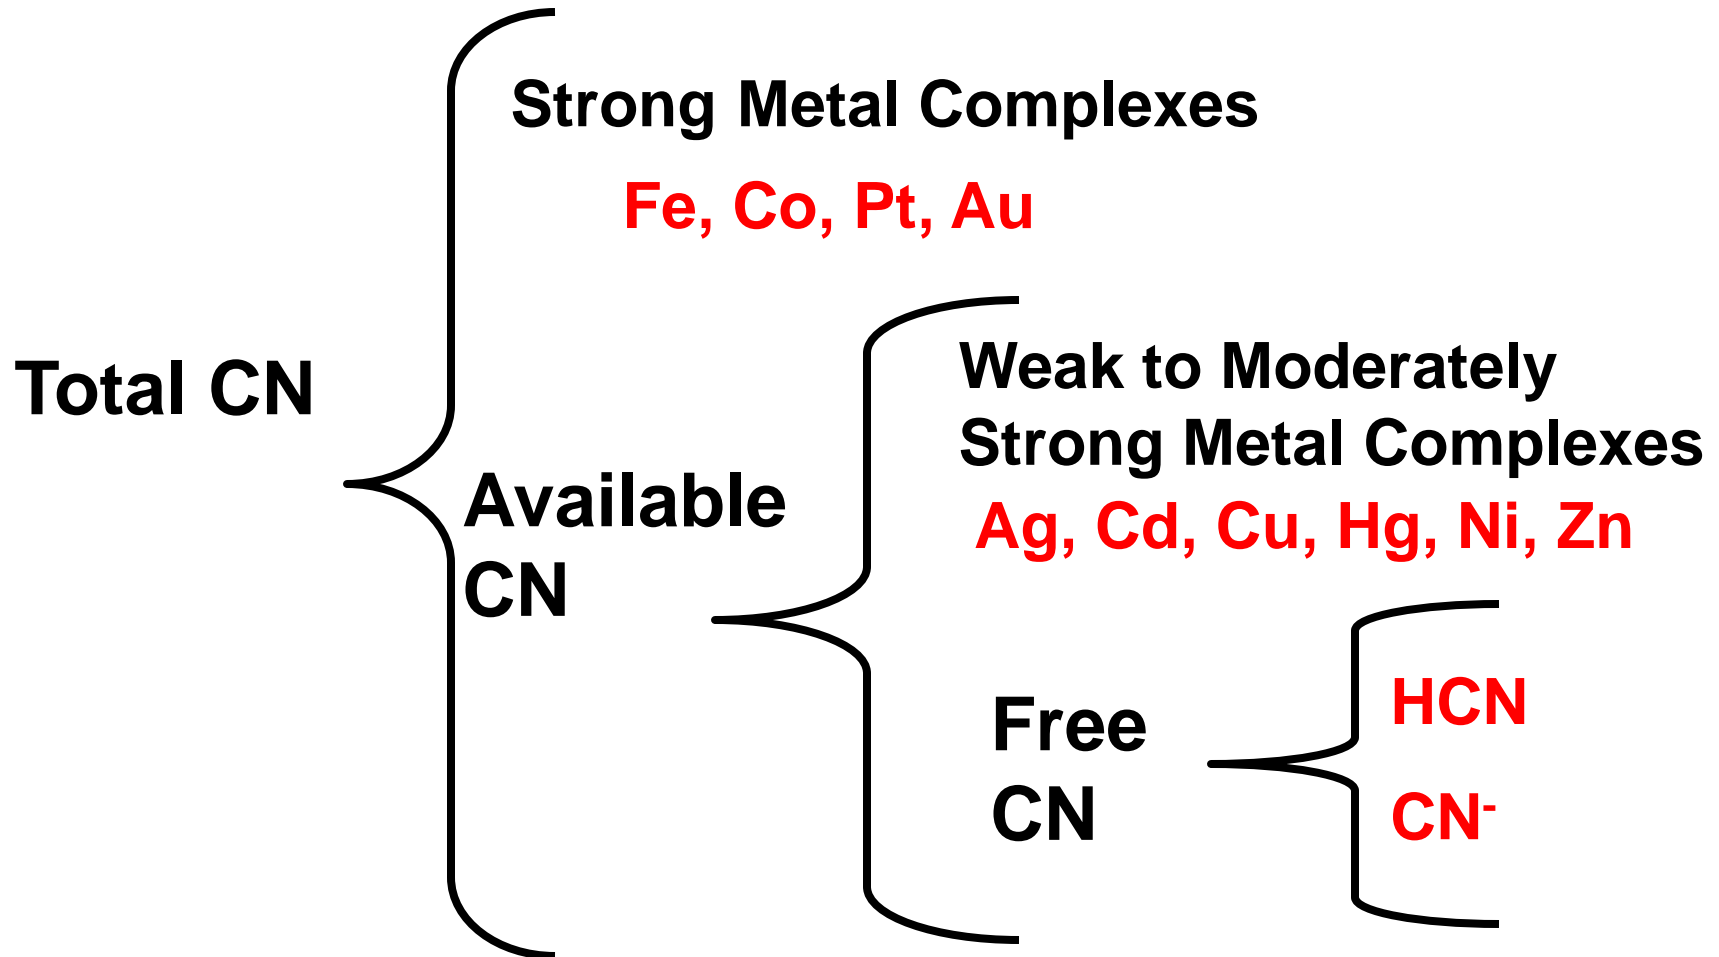 Strong Metal Complexes
Fe, Co, Pt, Au
Total CN
Weak to Moderately
Strong Metal Complexes
Ag, Cd, Cu, Hg, Ni, Zn
Available
CN
Free
CN
HCN
CN-